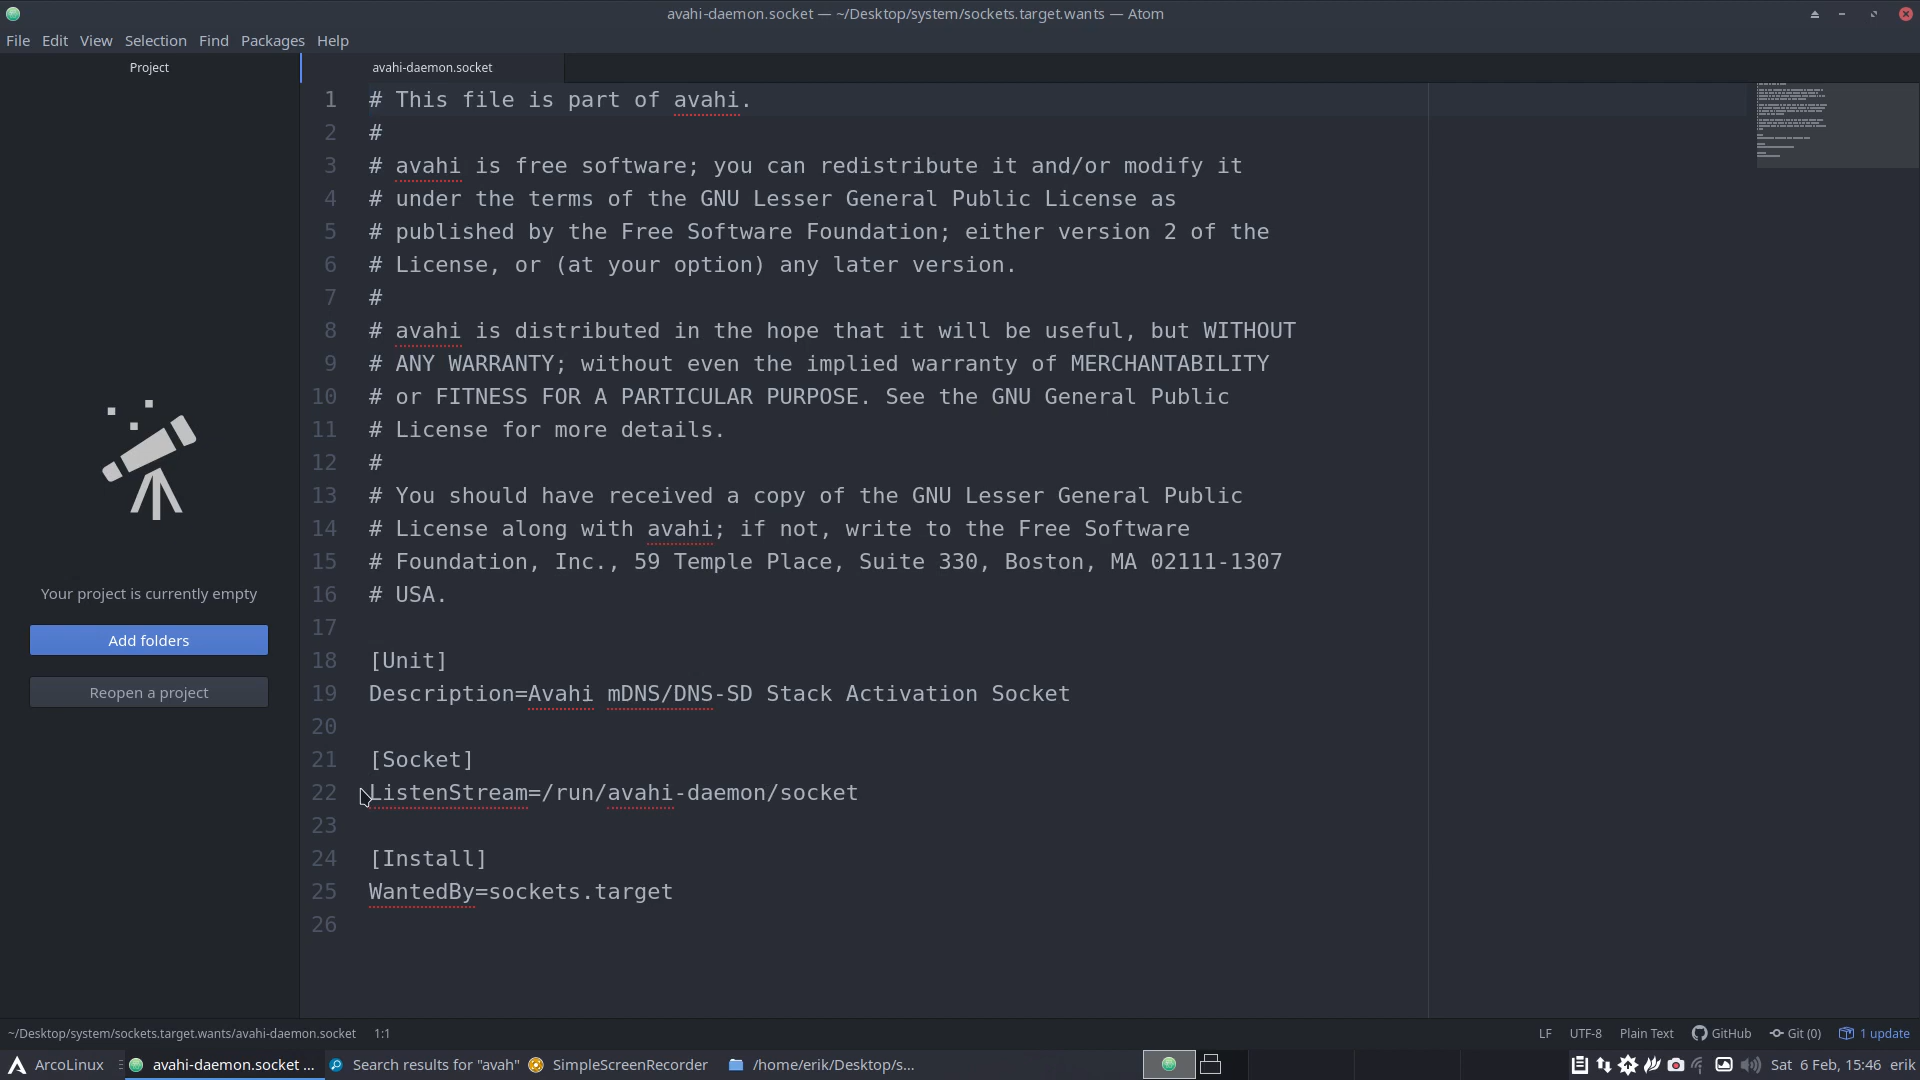 avahi-daemon.socket — ~/Desktop/system/sockets.target.wants — Atom
File Edit View Selection Find Packages Help
Project
avahi-daemon.socket
1 # This file is part of avahi.
2 #
3 # avahi is free software; you can redistribute it and/or modify it
4 # under the terms of the GNU Lesser General Public License as
5 # published by the Free Software Foundation; either version 2 of the
6 # License, or (at your option) any later version.
7 #
8 # avahi is distributed in the hope that it will be useful, but WITHOUT
9 # ANY WARRANTY; without even the implied warranty of MERCHANTABILITY
10 # or FITNESS FOR A PARTICULAR PURPOSE. See the GNU General Public
11 # License for more details.
12 #
13 # You should have received a copy of the GNU Lesser General Public
14 # License along with avahi; if not, write to the Free Software
15 # Foundation, Inc., 59 Temple Place, Suite 330, Boston, MA 02111-1307
16 # USA.
17
18 [Unit]
19 Description=Avahi mDNS/DNS-SD Stack Activation Socket
20
21 [Socket]
22 ListenStream=/run/avahi-daemon/socket
23
24 [Install]
25 WantedBy=sockets.target
26
Your project is currently empty
Add folders
Reopen a project
~/Desktop/system/sockets.target.wants/avahi-daemon.socket 1:1 LF UTF-8 Plain Text GitHub Git (0) 1 update
ArcoLinux avahi-daemon.socket ... Search results for "avah" SimpleScreenRecorder /home/erik/Desktop/s... Sat 6 Feb, 15:46 erik